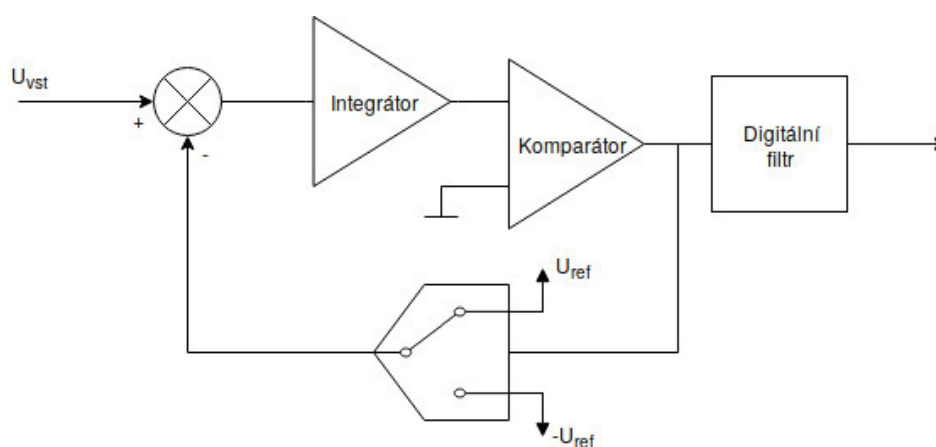 U_vst
+
-
Integrátor
Komparátor
Digitální
filtr
U_ref
-U_ref